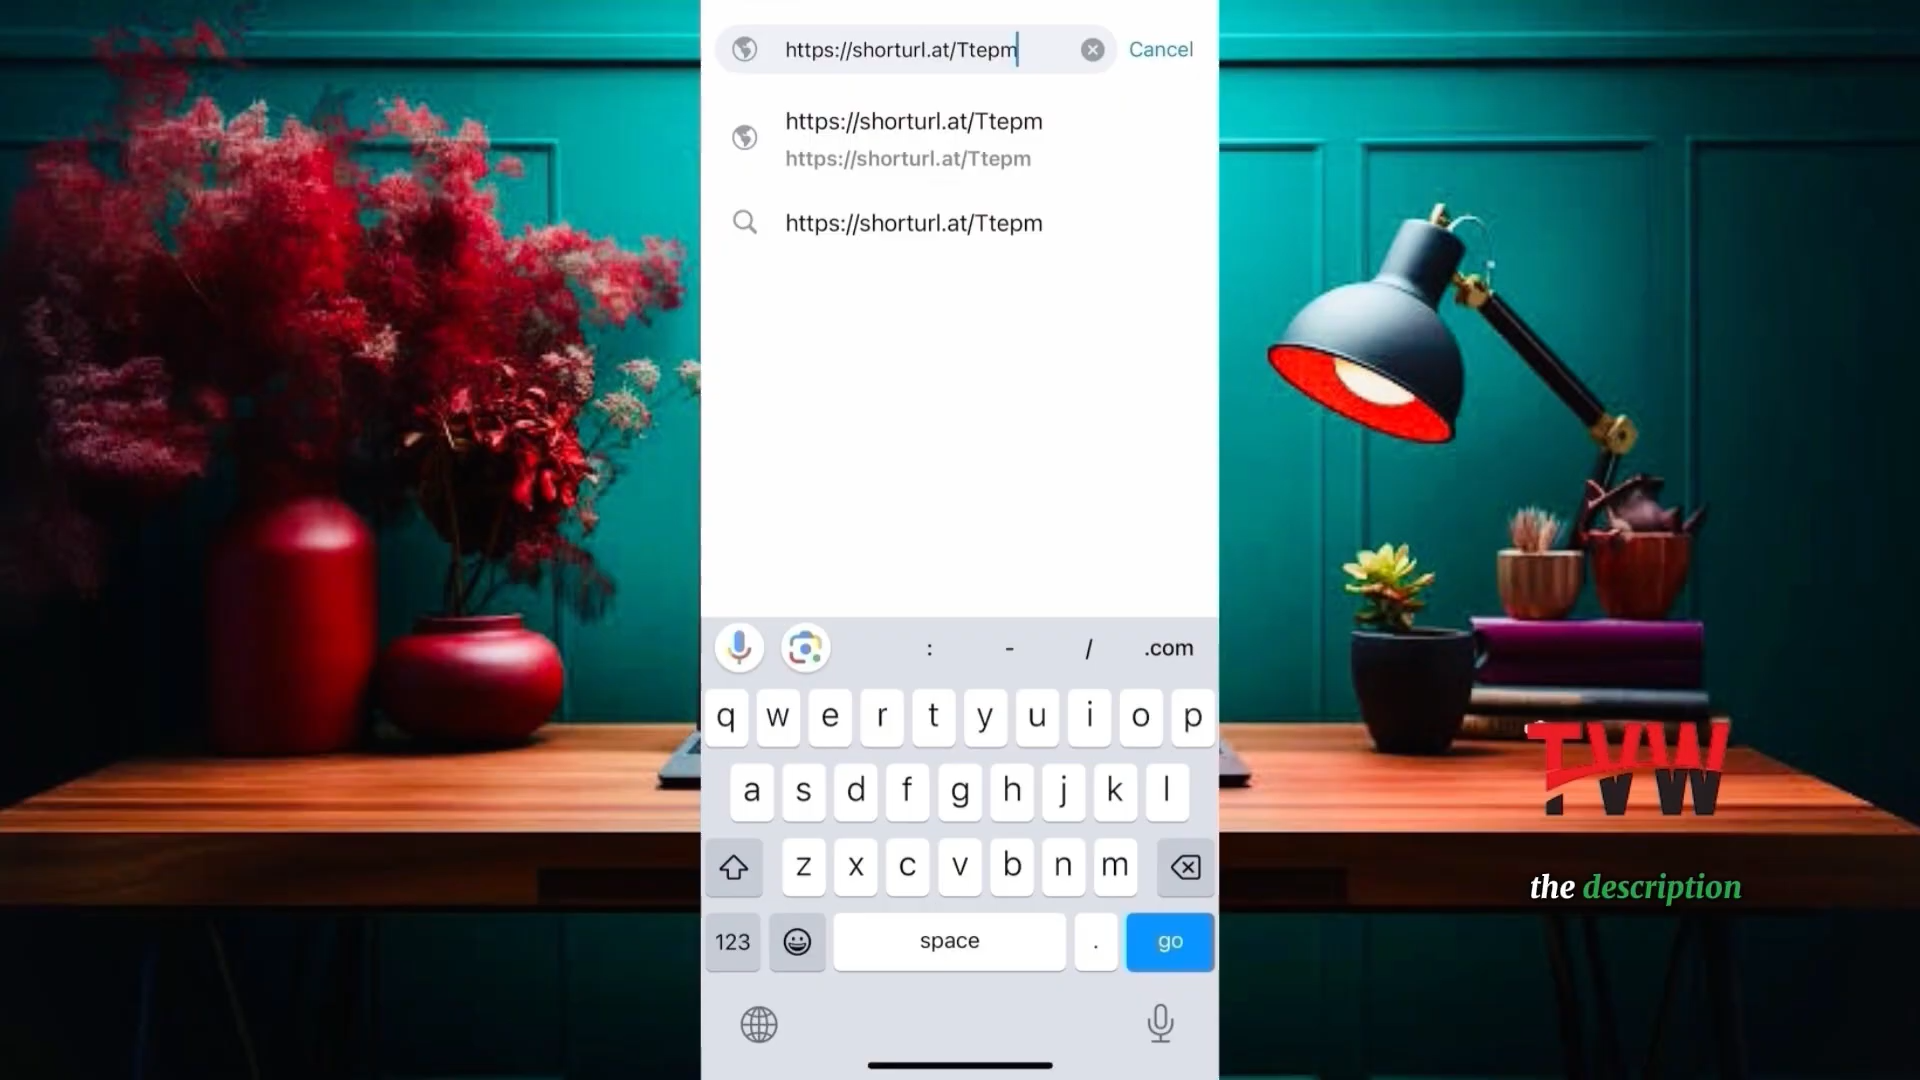 https://shorturl.at/Ttepm
Cancel
https://shorturl.at/Ttepm
https://shorturl.at/Ttepm
https://shorturl.at/Ttepm
: - / .com
q w e r t y u i o p
a s d f g h j k l
z x c v b n m
123 space . go
TVW
the description